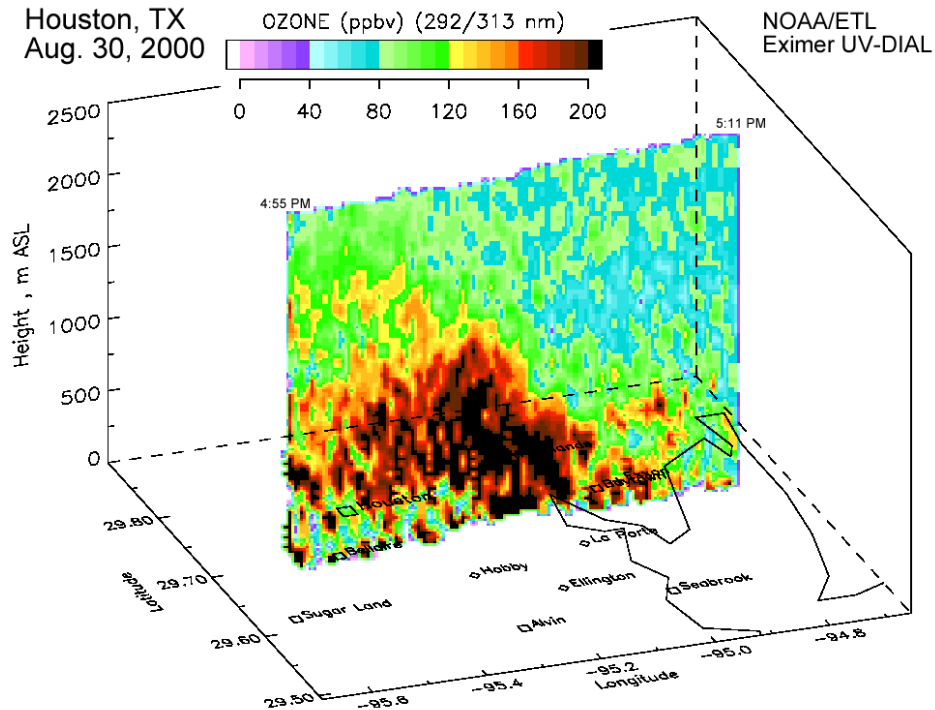 Houston, TX
Aug. 30, 2000
OZONE (ppbv) (292/313 nm)
0 40 80 120 160 200
NOAA/ETL
Eximer UV-DIAL
5:11 PM
4:55 PM
2500
2000
1500
1000
500
0
Height , m ASL
Houston
Bellaire
La Porte
Hobby
Ellington
Seabrook
Sugar Land
Alvin
29.80
29.70
29.60
29.50
Latitude
-95.6
-95.4
-95.2
-95.0
-94.8
Longitude